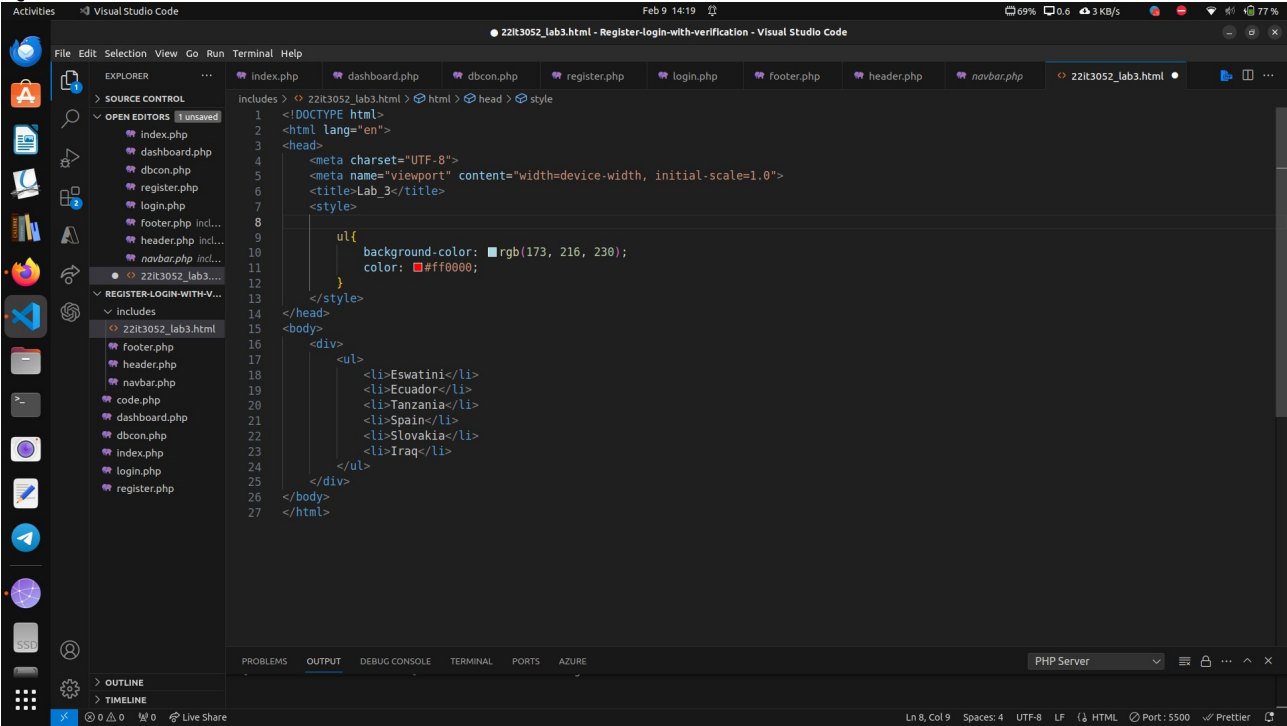 Activities Visual Studio Code Feb 9 14:19 69% 0.6 3 KB/s 77 %
● 22it3052_lab3.html - Register-login-with-verification - Visual Studio Code
File Edit Selection View Go Run Terminal Help
EXPLORER ··· index.php dashboard.php dbcon.php register.php login.php footer.php header.php navbar.php 22it3052_lab3.html ● ···
includes > 22it3052_lab3.html > html > head > style
> SOURCE CONTROL
OPEN EDITORS 1 unsaved
index.php
dashboard.php
dbcon.php
register.php
login.php
footer.php incl...
header.php incl...
navbar.php incl...
● 22it3052_lab3....
REGISTER-LOGIN-WITH-V...
includes
22it3052_lab3.html
footer.php
header.php
navbar.php
code.php
dashboard.php
dbcon.php
index.php
login.php
register.php
> OUTLINE
> TIMELINE
1 <!DOCTYPE html>
2 <html lang="en">
3 <head>
4 <meta charset="UTF-8">
5 <meta name="viewport" content="width=device-width, initial-scale=1.0">
6 <title>Lab_3</title>
7 <style>
8
9 ul{
10 background-color: rgb(173, 216, 230);
11 color: #ff0000;
12 }
13 </style>
14 </head>
15 <body>
16 <div>
17 <ul>
18 <li>Eswatini</li>
19 <li>Ecuador</li>
20 <li>Tanzania</li>
21 <li>Spain</li>
22 <li>Slovakia</li>
23 <li>Iraq</li>
24 </ul>
25 </div>
26 </body>
27 </html>
PROBLEMS OUTPUT DEBUG CONSOLE TERMINAL PORTS AZURE PHP Server ···
0 0 0 Live Share Ln 8, Col 9 Spaces: 4 UTF-8 LF HTML Port : 5500 Prettier
1
2
SSD